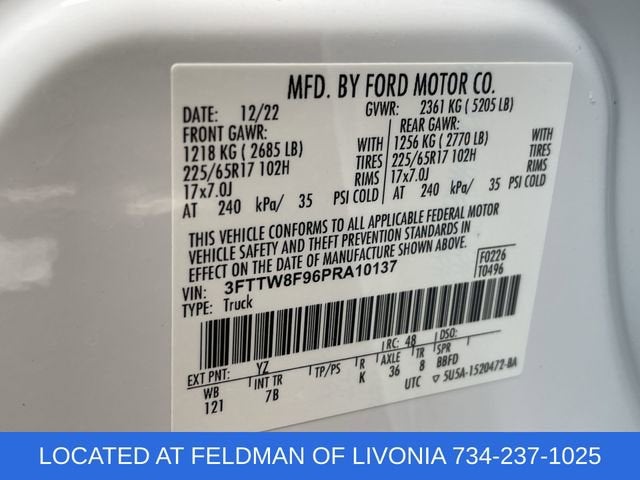 MFD. BY FORD MOTOR CO.
DATE: 12/22 GVWR: 2361 KG ( 5205 LB)
FRONT GAWR: REAR GAWR:
1218 KG ( 2685 LB) WITH 1256 KG ( 2770 LB) WITH
225/65R17 102H TIRES 225/65R17 102H TIRES
17x7.0J RIMS 17x7.0J RIMS
AT 240 kPa/ 35 PSI COLD AT 240 kPa/ 35 PSI COLD
THIS VEHICLE CONFORMS TO ALL APPLICABLE FEDERAL MOTOR
VEHICLE SAFETY AND THEFT PREVENTION STANDARDS IN
EFFECT ON THE DATE OF MANUFACTURE SHOWN ABOVE.
VIN: 3FTTW8F96PRA10137 F0226
TYPE: Truck T0496
EXT PNT: YZ RC: 48 DSO:
WB INT TR TP/PS R AXLE TR SPR
121 7B K 36 8 BBFD
UTC ▽ 5U5A-1520472-BA
LOCATED AT FELDMAN OF LIVONIA 734-237-1025